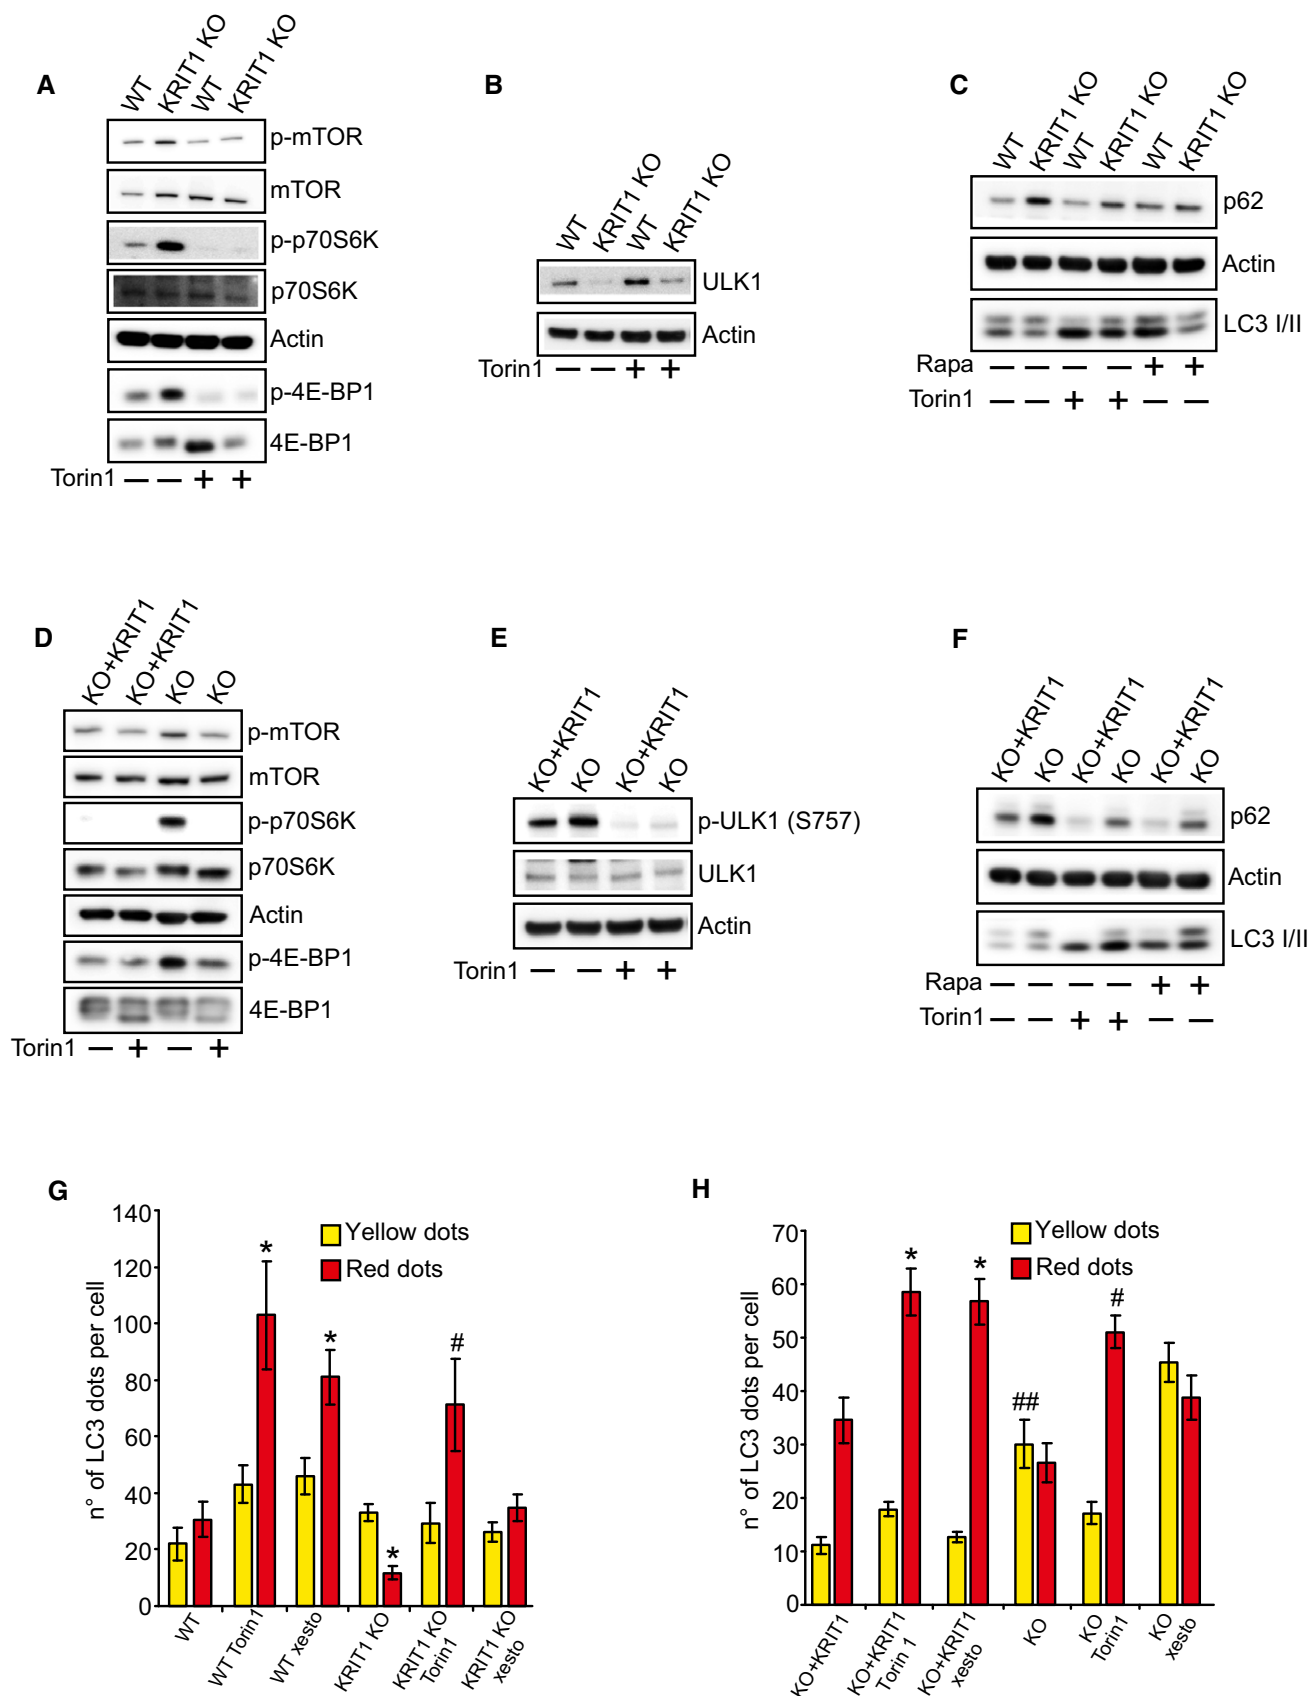 A
WT
KRIT1 KO
WT
KRIT1 KO
p-mTOR
mTOR
p-p70S6K
p70S6K
Actin
p-4E-BP1
4E-BP1
Torin1 — — + +
B
WT
KRIT1 KO
WT
KRIT1 KO
ULK1
Actin
Torin1 — — + +
C
WT
KRIT1 KO
WT
KRIT1 KO
WT
KRIT1 KO
p62
Actin
LC3 I/II
Rapa — — — — + +
Torin1 — — + + — —
D
KO+KRIT1
KO+KRIT1
KO
KO
p-mTOR
mTOR
p-p70S6K
p70S6K
Actin
p-4E-BP1
4E-BP1
Torin1 — + — +
E
KO+KRIT1
KO
KO+KRIT1
KO
p-ULK1 (S757)
ULK1
Actin
Torin1 — — + +
F
KO+KRIT1
KO
KO+KRIT1
KO
KO+KRIT1
KO
p62
Actin
LC3 I/II
Rapa — — — — + +
Torin1 — — + + — —
G
n° of LC3 dots per cell
140
120
100
80
60
40
20
0
Yellow dots
Red dots
*
*
*
#
WT
WT Torin1
WT xesto
KRIT1 KO
KRIT1 KO
Torin1
KRIT1 KO
xesto
H
n° of LC3 dots per cell
70
60
50
40
30
20
10
0
Yellow dots
Red dots
*
*
##
#
KO+KRIT1
KO+KRIT1
Torin 1
KO+KRIT1
xesto
KO
KO
Torin1
KO
xesto